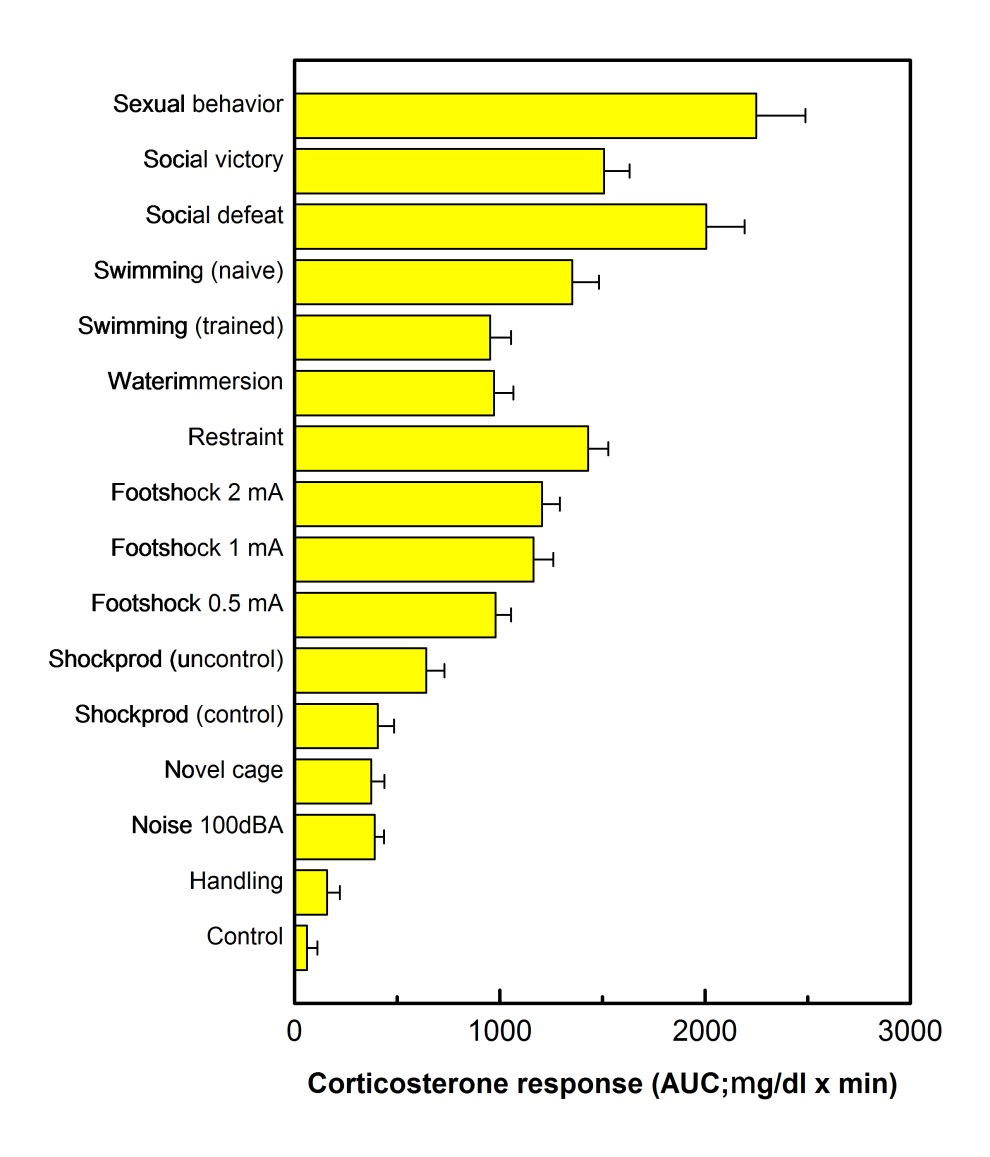 Sexual behavior
Social victory
Social defeat
Swimming (naive)
Swimming (trained)
Waterimmersion
Restraint
Footshock 2 mA
Footshock 1 mA
Footshock 0.5 mA
Shockprod (uncontrol)
Shockprod (control)
Novel cage
Noise 100dBA
Handling
Control
0 1000 2000 3000
Corticosterone response (AUC;mg/dl x min)